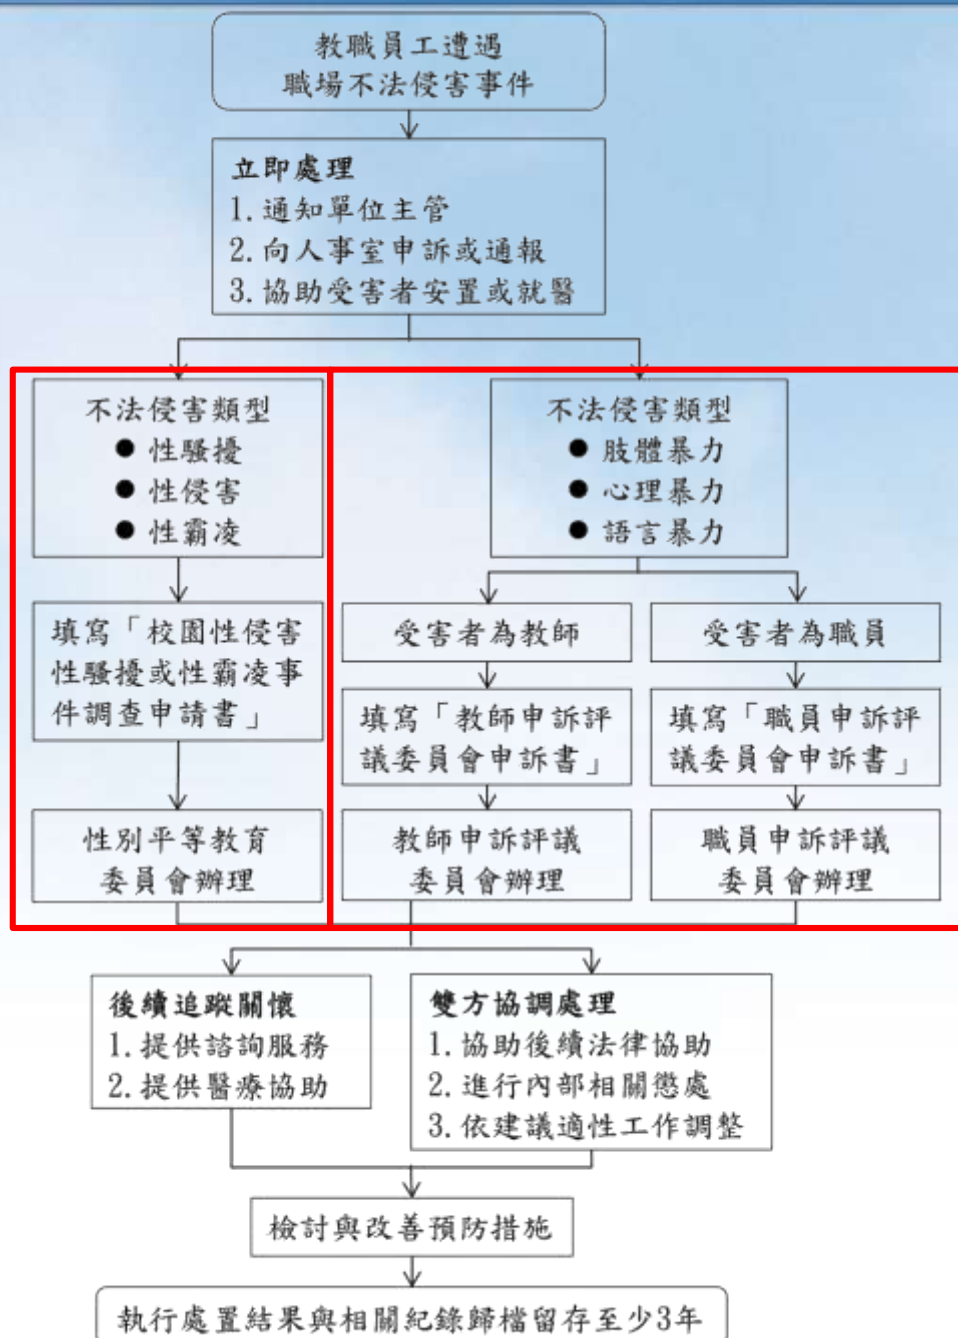 教職員工遭遇
職場不法侵害事件
立即處理
1.通知單位主管
2.向人事室申訴或通報
3.協助受害者安置或就醫
不法侵害類型
● 性騷擾
● 性侵害
● 性霸凌
填寫「校園性侵害
性騷擾或性霸凌事
件調查申請書」
性別平等教育
委員會辦理
不法侵害類型
● 肢體暴力
● 心理暴力
● 語言暴力
受害者為教師
填寫「教師申訴評
議委員會申訴書」
教師申訴評議
委員會辦理
受害者為職員
填寫「職員申訴評
議委員會申訴書」
職員申訴評議
委員會辦理
後續追蹤關懷
1.提供諮詢服務
2.提供醫療協助
雙方協調處理
1.協助後續法律協助
2.進行內部相關懲處
3.依建議適性工作調整
檢討與改善預防措施
執行處置結果與相關紀錄歸檔留存至少3年